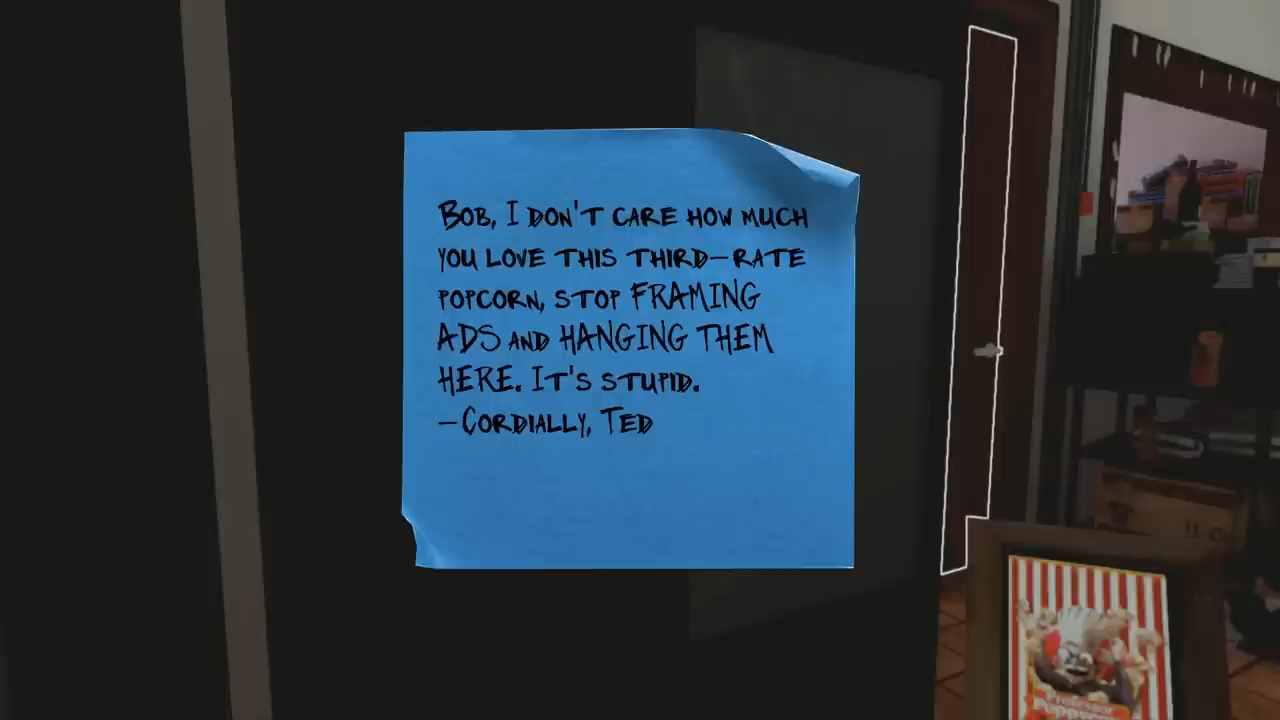 Bob, I don't care how much
you love this third-rate
popcorn, stop FRAMING
ADS and HANGING THEM
HERE. It's stupid.
-Cordially, Ted
Professor